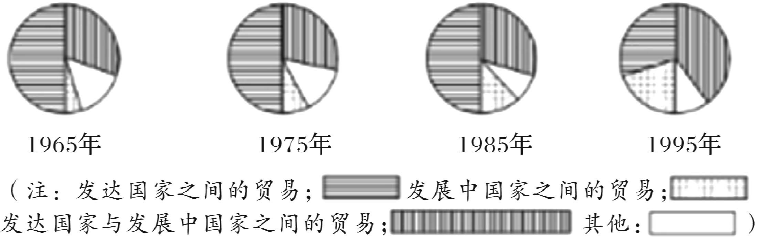 1965年 1975年 1985年 1995年
（注：发达国家之间的贸易； 发展中国家之间的贸易；
发达国家与发展中国家之间的贸易； 其他： ）